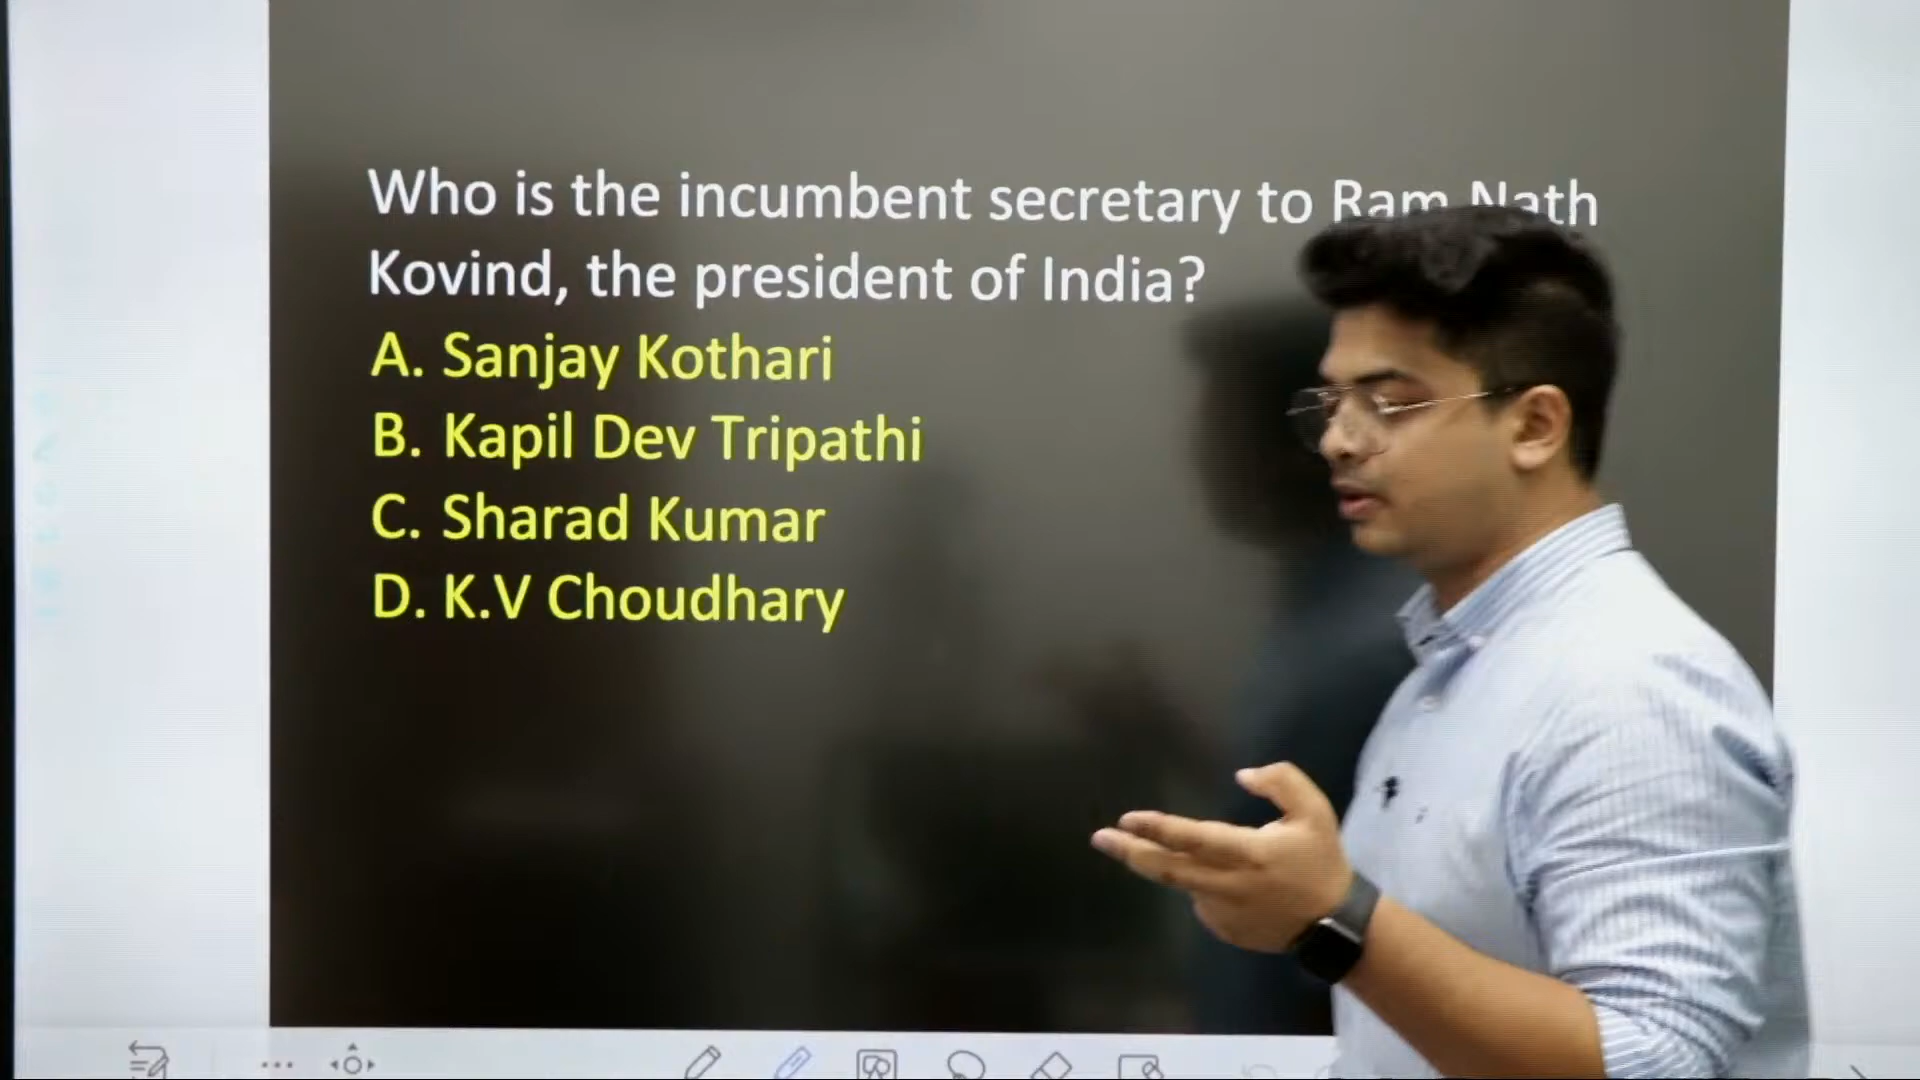 Who is the incumbent secretary to Ram Nath
Kovind, the president of India?
A. Sanjay Kothari
B. Kapil Dev Tripathi
C. Sharad Kumar
D. K.V Choudhary